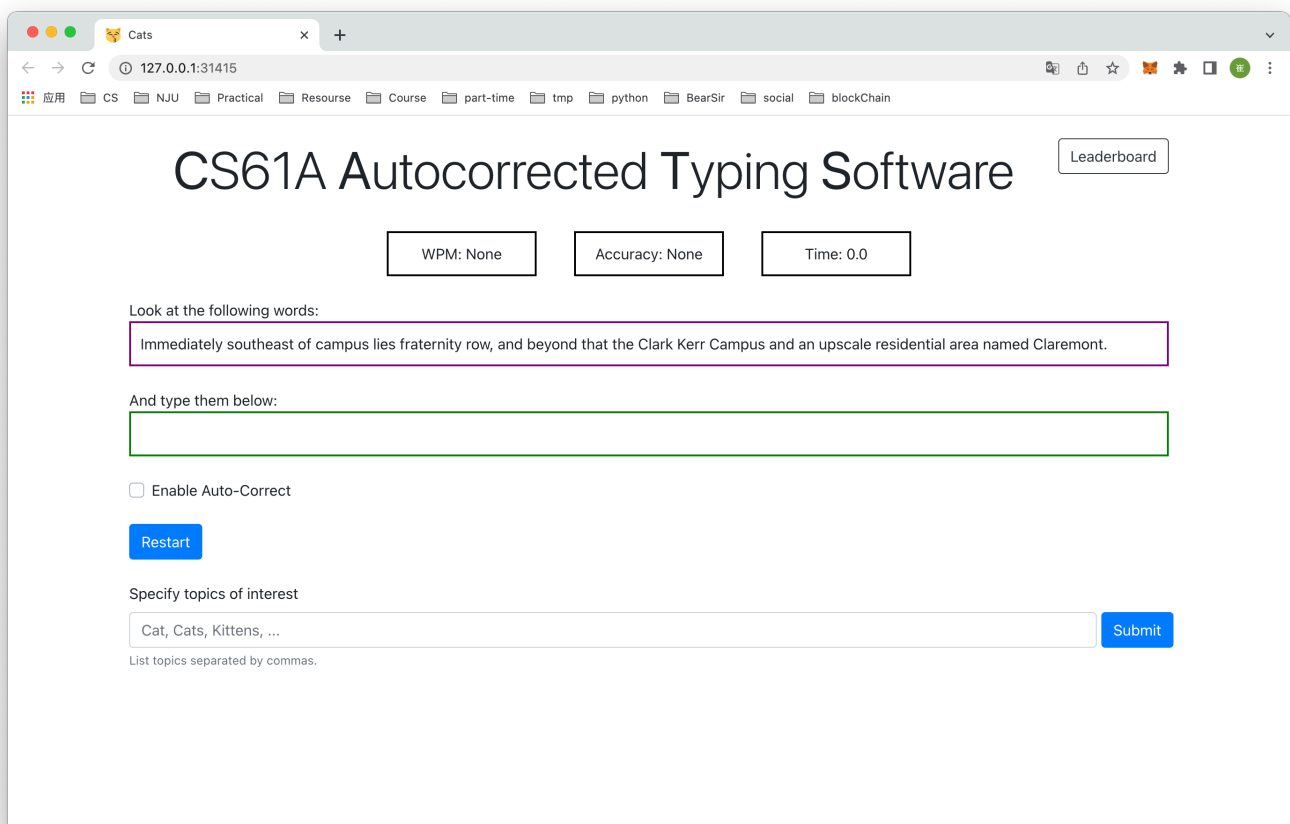 Cats
127.0.0.1:31415
应用 CS NJU Practical Resourse Course part-time tmp python BearSir social blockChain
CS61A Autocorrected Typing Software
Leaderboard
WPM: None Accuracy: None Time: 0.0
Look at the following words:
Immediately southeast of campus lies fraternity row, and beyond that the Clark Kerr Campus and an upscale residential area named Claremont.
And type them below:
Enable Auto-Correct
Restart
Specify topics of interest
Cat, Cats, Kittens, ...
Submit
List topics separated by commas.